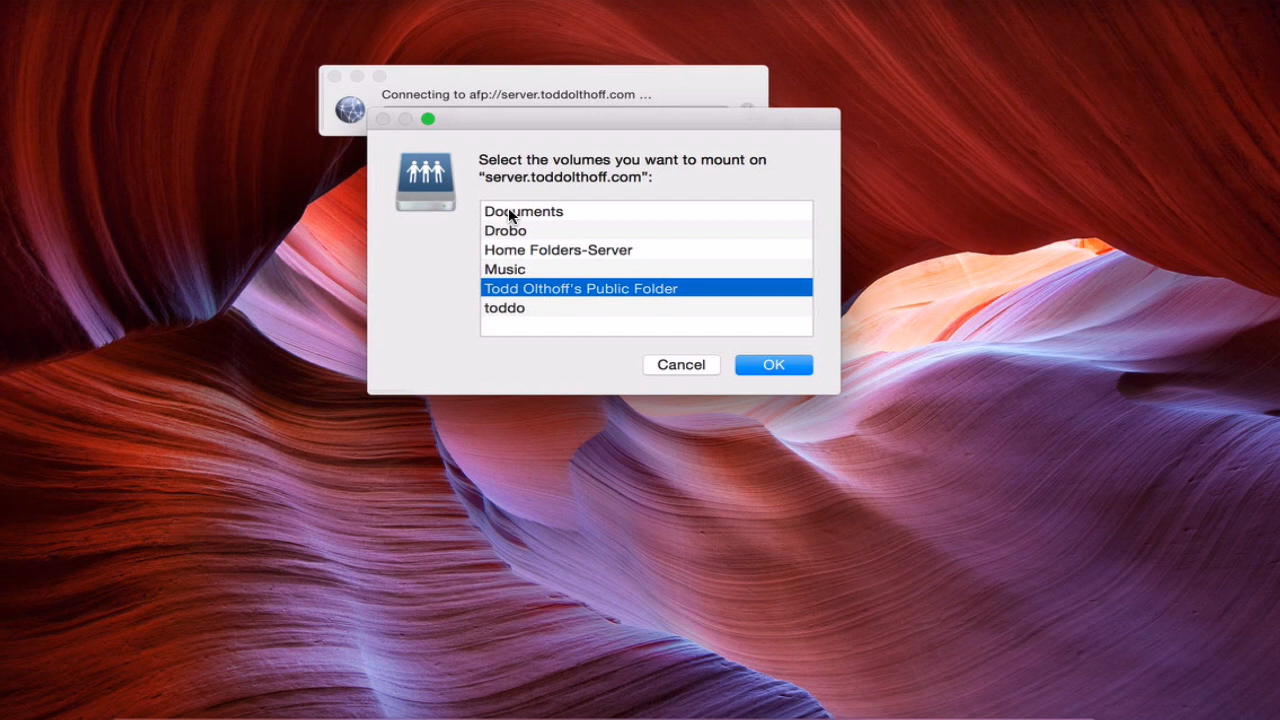 Connecting to afp://server.toddolthoff.com ...
Select the volumes you want to mount on
“server.toddolthoff.com”:
Documents
Drobo
Home Folders-Server
Music
Todd Olthoff's Public Folder
toddo
Cancel
OK